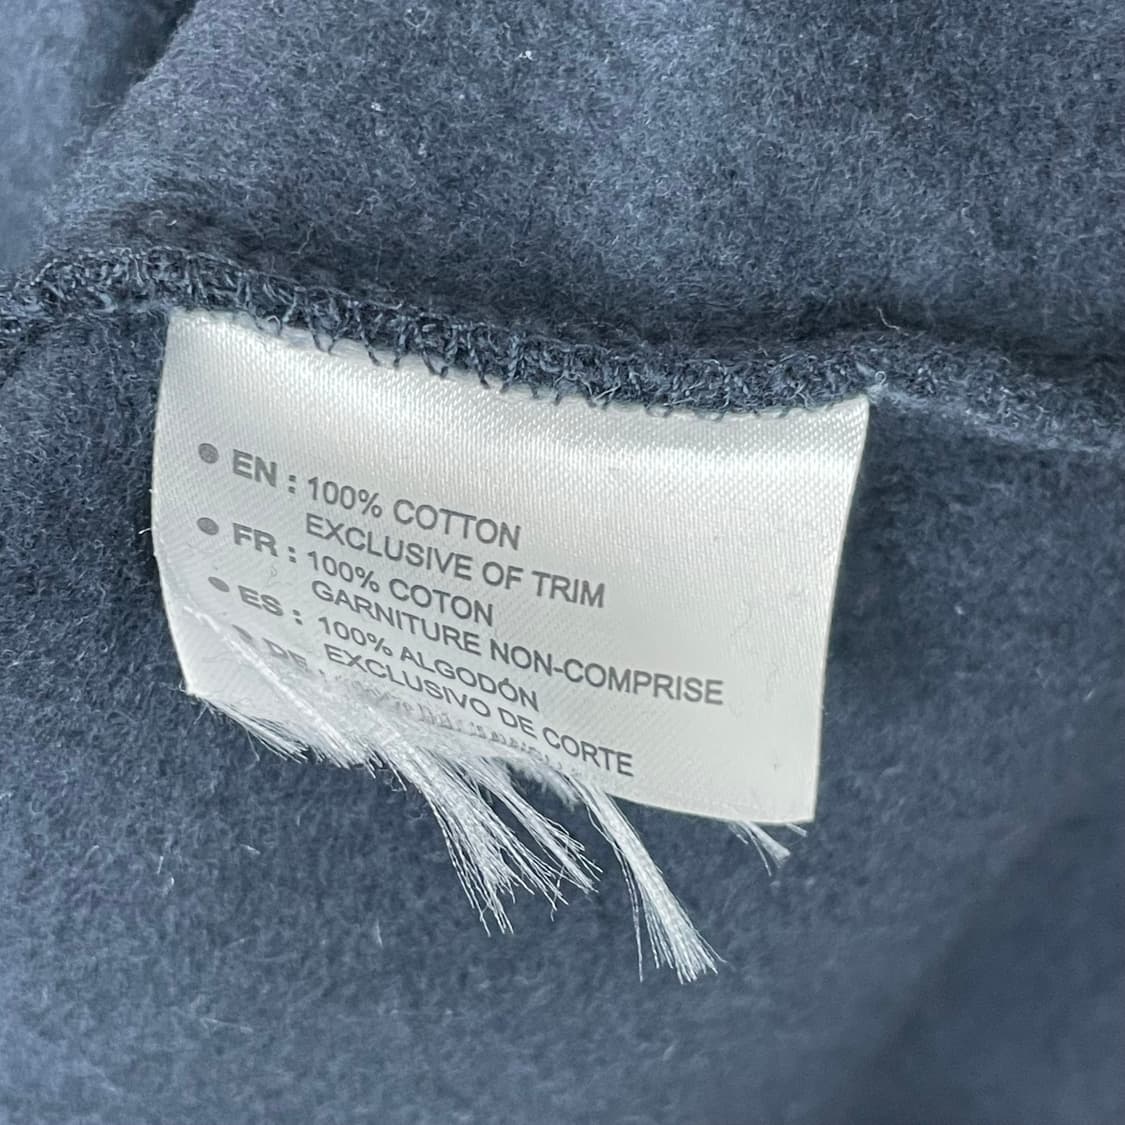 ● EN : 100% COTTON
EXCLUSIVE OF TRIM
● FR : 100% COTON
GARNITURE NON-COMPRISE
● ES : 100% ALGODÓN
EXCLUSIVO DE CORTE
● DE